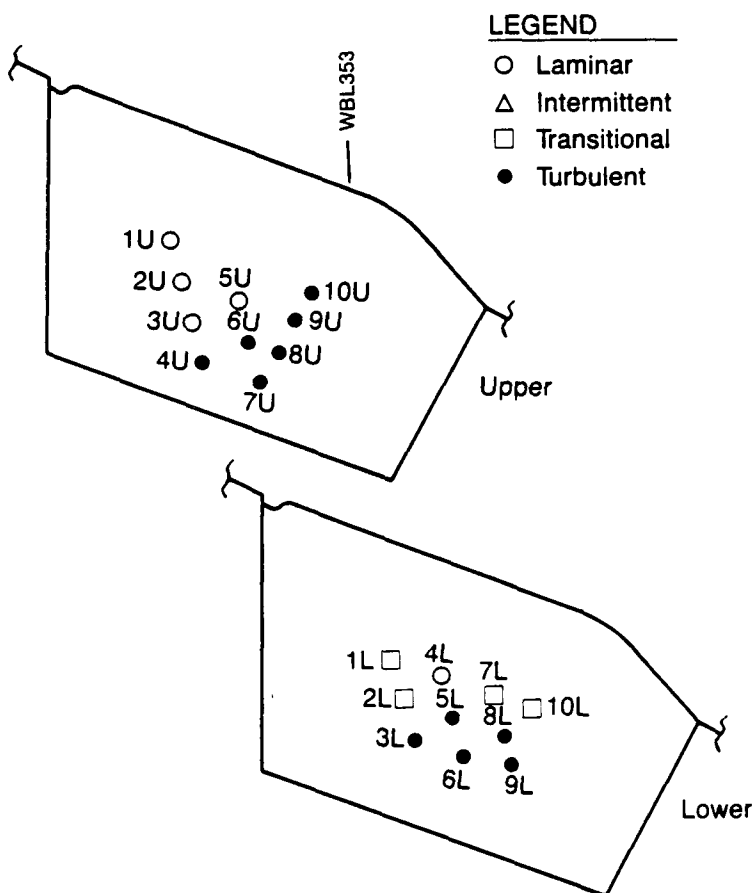 LEGEND
Laminar
Intermittent
Transitional
Turbulent
WBL353
1U
2U
5U
10U
3U
6U
9U
4U
8U
7U
Upper
1L
4L
7L
2L
5L
8L
10L
3L
6L
9L
Lower